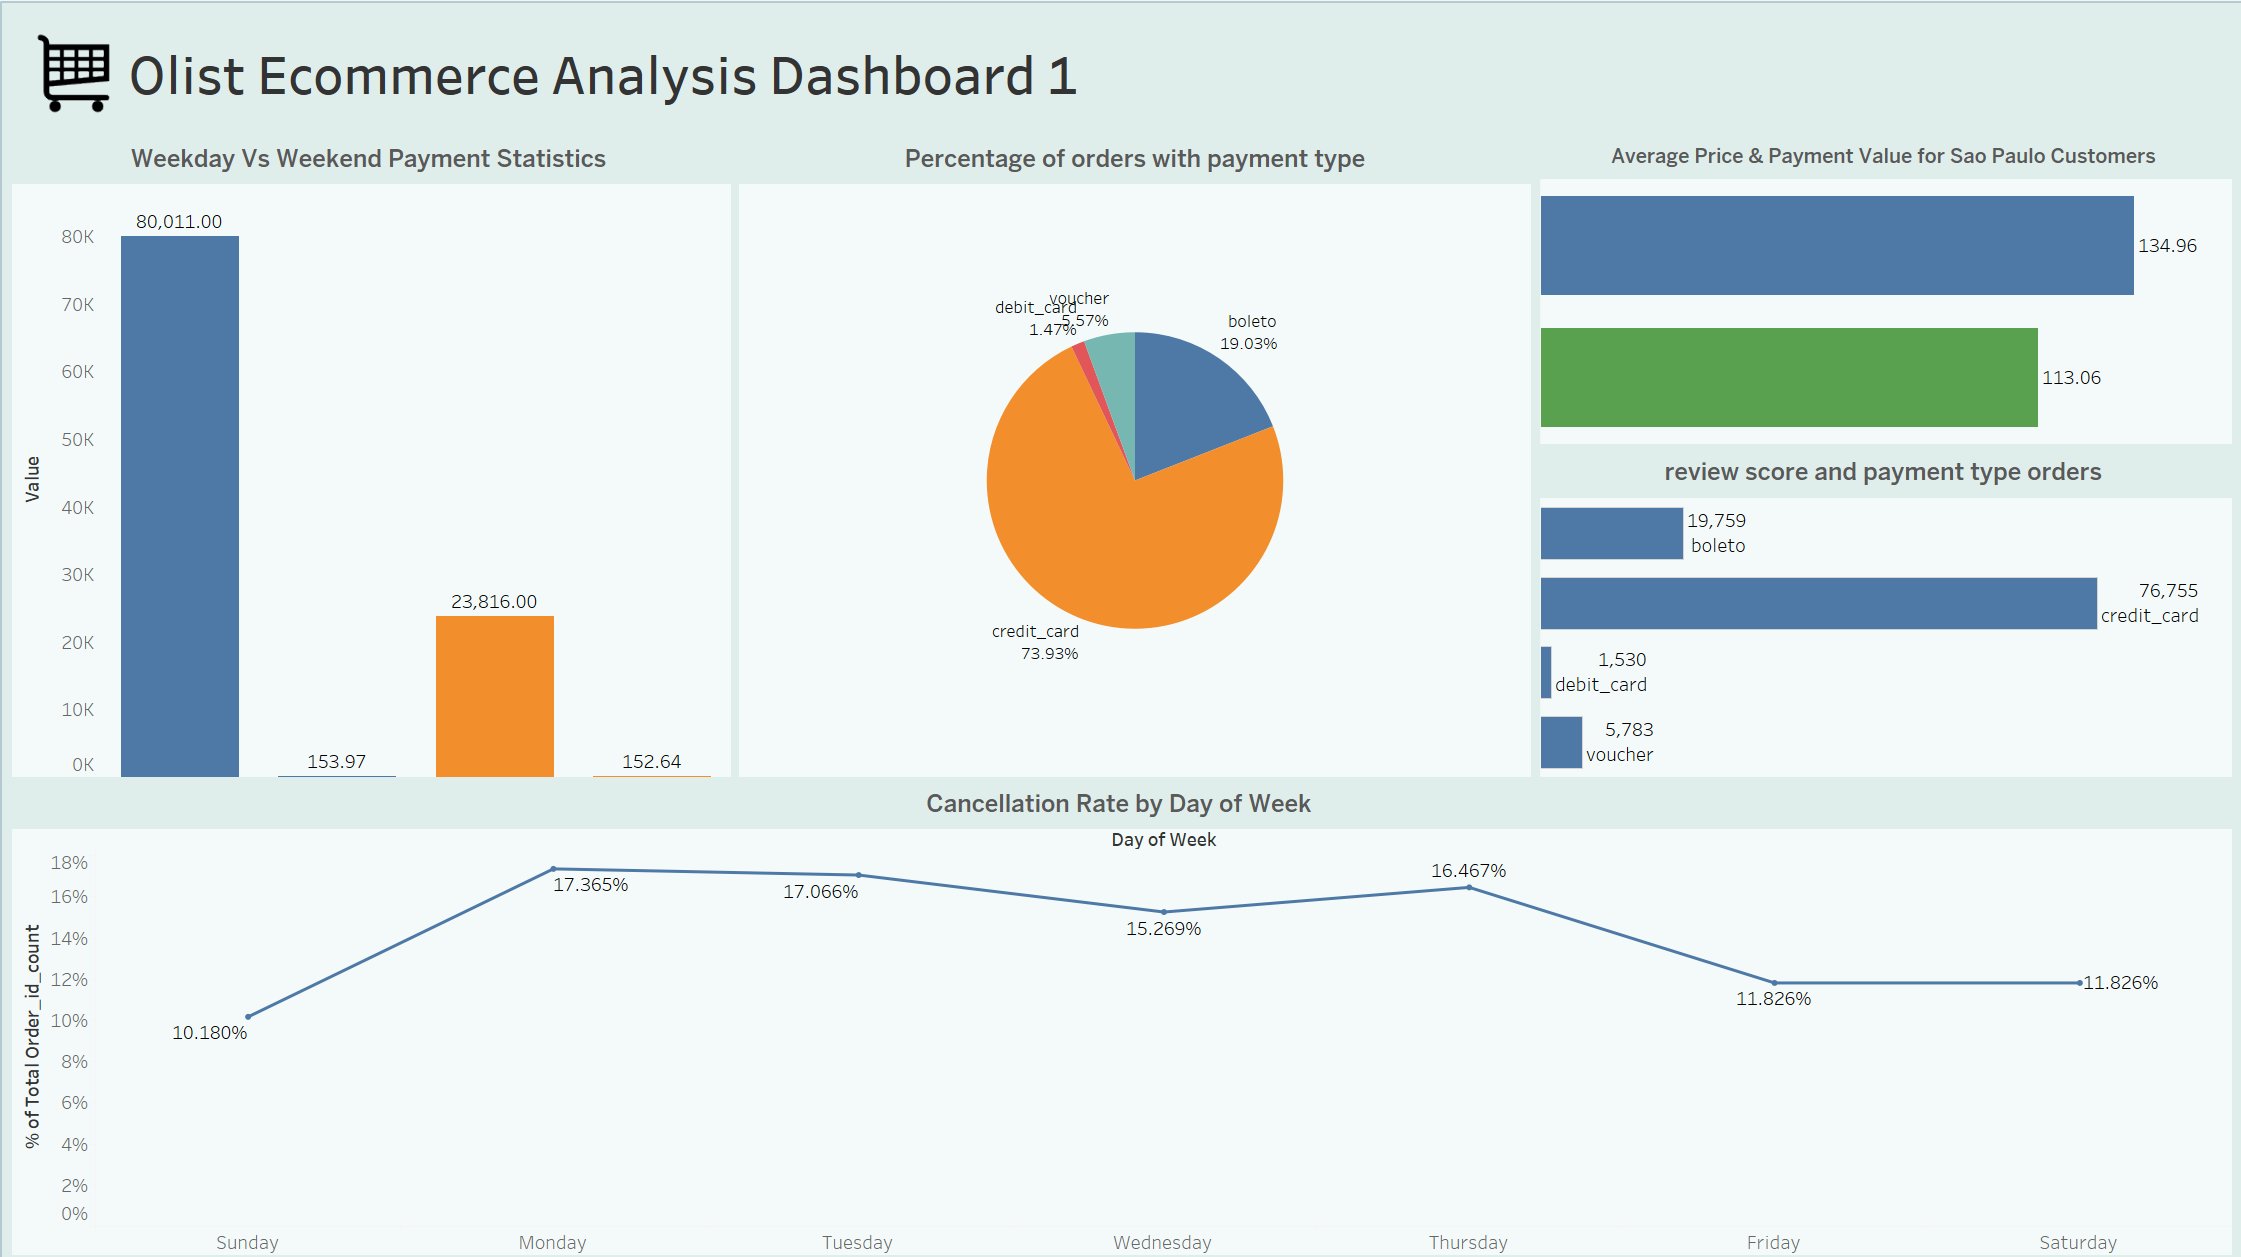 Olist Ecommerce Analysis Dashboard 1
Weekday Vs Weekend Payment Statistics
80,011.00
80K
70K
60K
50K
40K
30K
20K
10K
0K
Value
153.97
23,816.00
152.64
Percentage of orders with payment type
voucher
5.57%
debit_card
1.47%
boleto
19.03%
credit_card
73.93%
Average Price & Payment Value for Sao Paulo Customers
134.96
113.06
review score and payment type orders
19,759
boleto
76,755
credit_card
1,530
debit_card
5,783
voucher
Cancellation Rate by Day of Week
Day of Week
18%
16%
14%
12%
10%
8%
6%
4%
2%
0%
% of Total Order_id_count
10.180%
17.365%
17.066%
15.269%
16.467%
11.826%
11.826%
Sunday
Monday
Tuesday
Wednesday
Thursday
Friday
Saturday